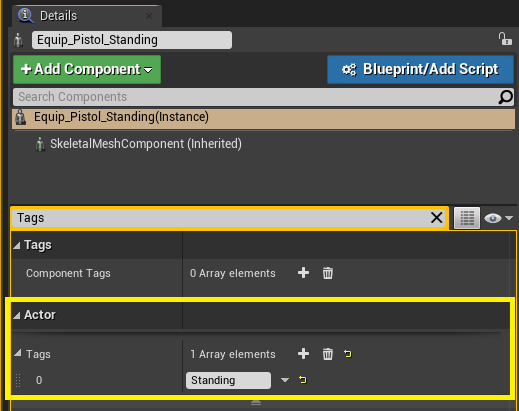 Details
Equip_Pistol_Standing
+ Add Component
Blueprint/Add Script
Search Components
Equip_Pistol_Standing(Instance)
SkeletalMeshComponent (Inherited)
Tags
Tags
Component Tags 0 Array elements
Actor
Tags 1 Array elements
0 Standing